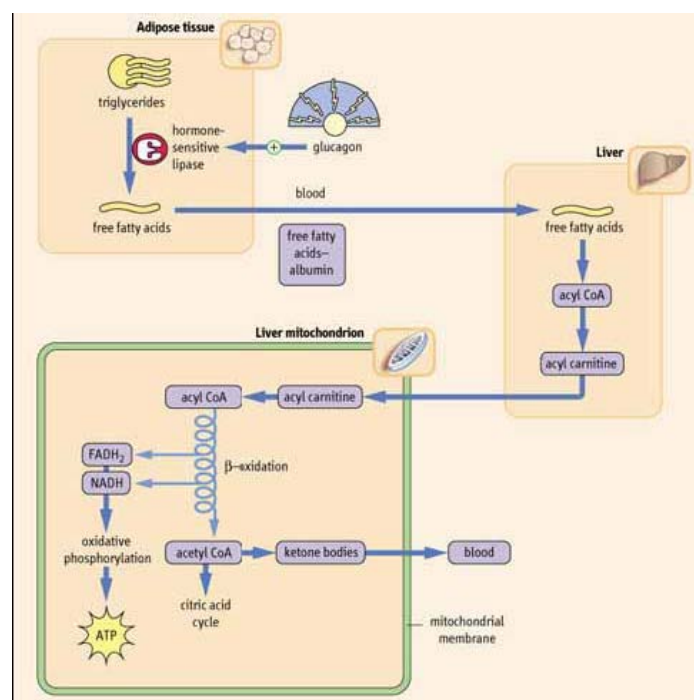 Adipose tissue
triglycerides
hormone-
sensitive
lipase
+
glucagon
free fatty acids
blood
free fatty
acids–
albumin
Liver
free fatty acids
acyl CoA
acyl carnitine
Liver mitochondrion
acyl CoA
acyl carnitine
FADH₂
NADH
β–oxidation
oxidative
phosphorylation
acetyl CoA
ketone bodies
blood
citric acid
cycle
ATP
mitochondrial
membrane